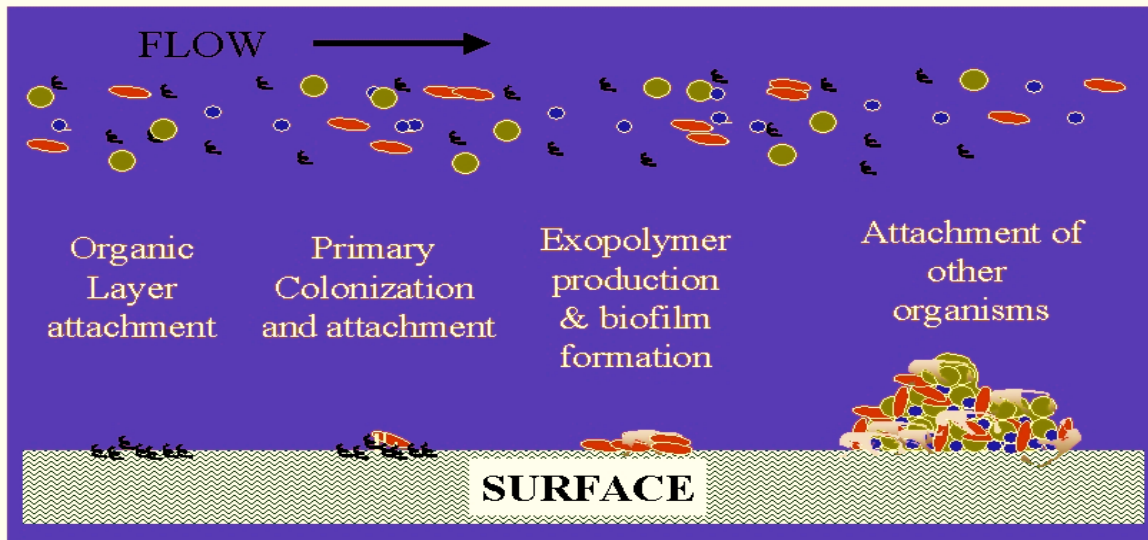 FLOW
Organic
Layer
attachment
Primary
Colonization
and attachment
Exopolymer
production
& biofilm
formation
Attachment of
other
organisms
SURFACE